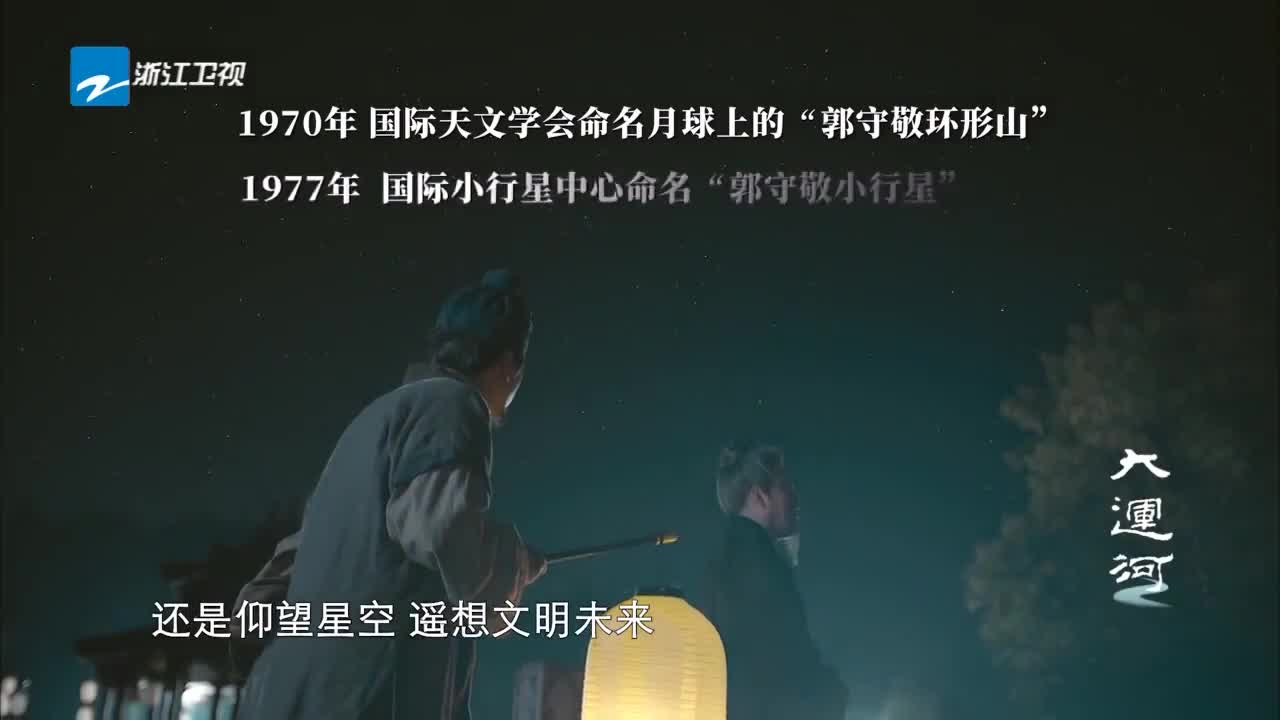 浙江卫视
1970年 国际天文学会命名月球上的“郭守敬环形山”
1977年 国际小行星中心命名“郭守敬小行星”
大運河
还是仰望星空 遥想文明未来